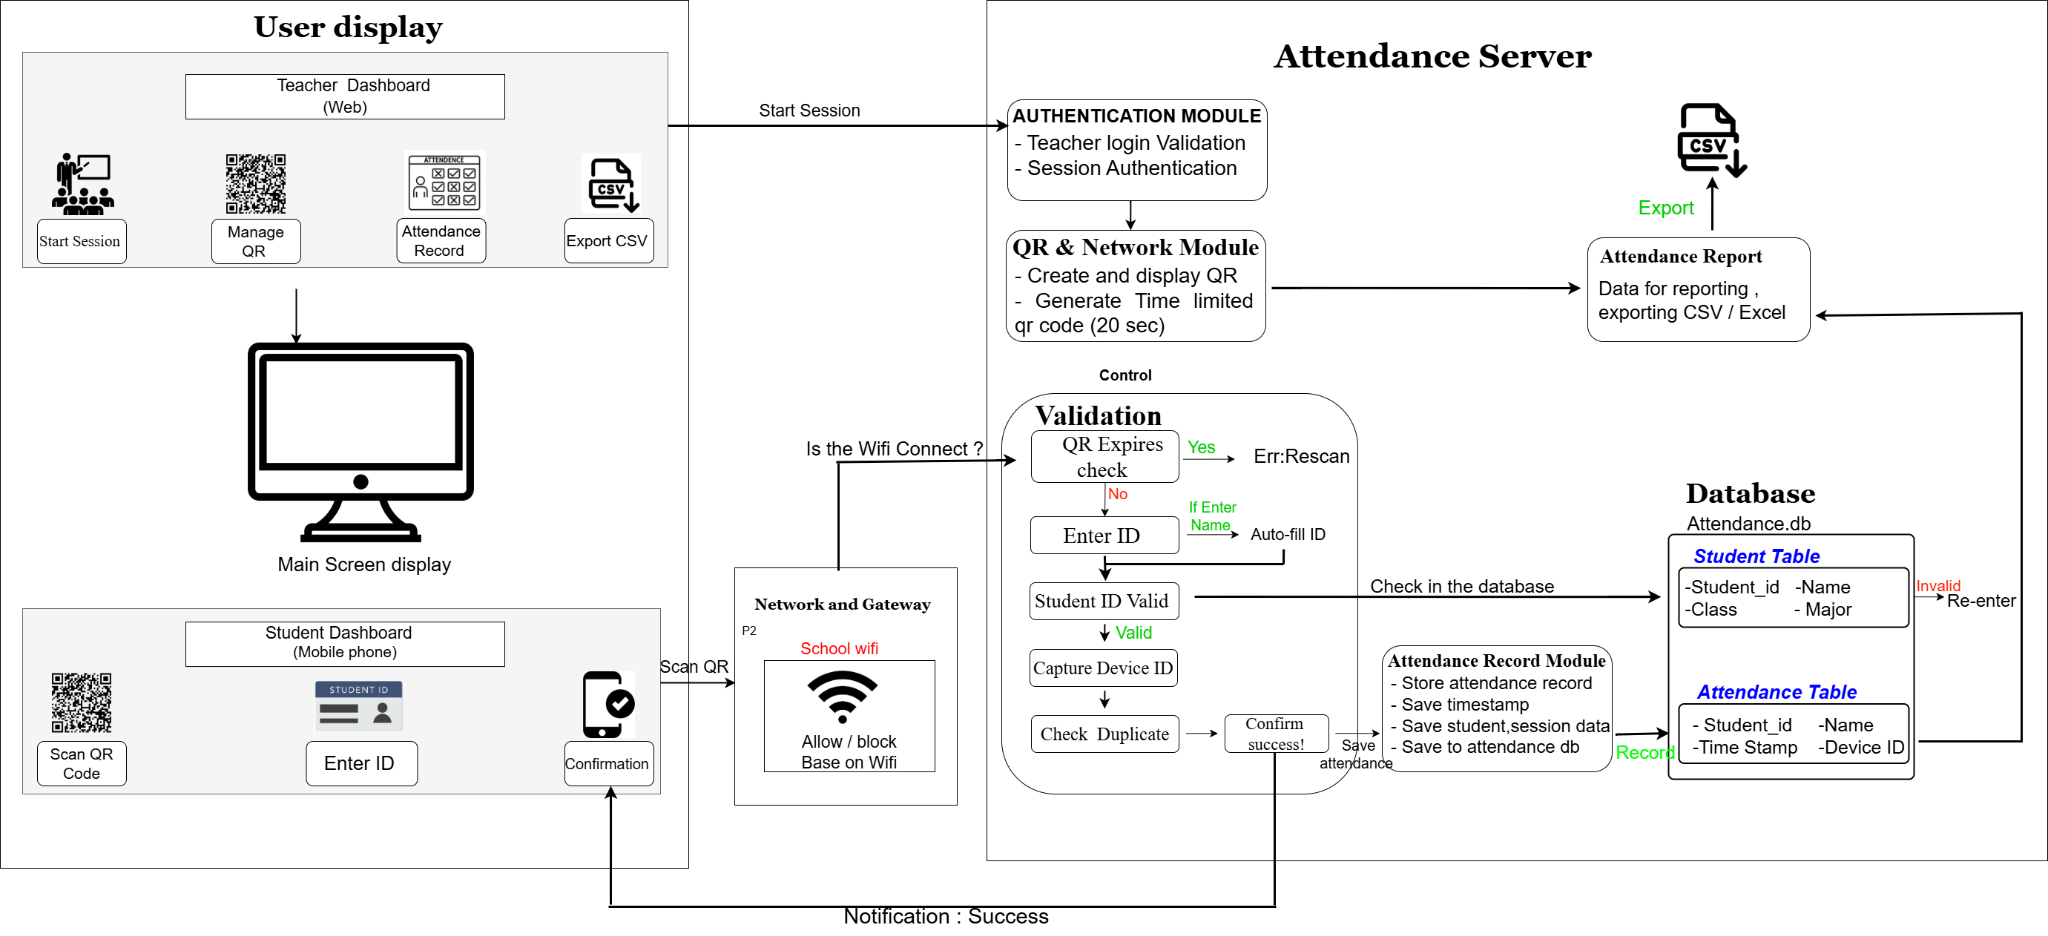 User display
Teacher Dashboard
(Web)
ATTENDENCE
CSV
Start Session
Manage
QR
Attendance
Record
Export CSV
Main Screen display
Student Dashboard
(Mobile phone)
STUDENT ID
Scan QR
Code
Enter ID
Confirmation
Start Session
Scan QR
Network and Gateway
P2
School wifi
Allow / block
Base on Wifi
Is the Wifi Connect ?
Notification : Success
Attendance Server
AUTHENTICATION MODULE
- Teacher login Validation
- Session Authentication
QR & Network Module
- Create and display QR
- Generate Time limited
qr code (20 sec)
CSV
Export
Attendance Report
Data for reporting ,
exporting CSV / Excel
Control
Validation
QR Expires
check
Yes
Err:Rescan
No
Enter ID
If Enter
Name
Auto-fill ID
Student ID Valid
Check in the database
Valid
Capture Device ID
Check Duplicate
Confirm
success!
Save
attendance
Attendance Record Module
- Store attendance record
- Save timestamp
- Save student,session data
- Save to attendance db
Record
Database
Attendance.db
Student Table
-Student_id -Name
-Class - Major
Invalid
Re-enter
Attendance Table
- Student_id -Name
-Time Stamp -Device ID